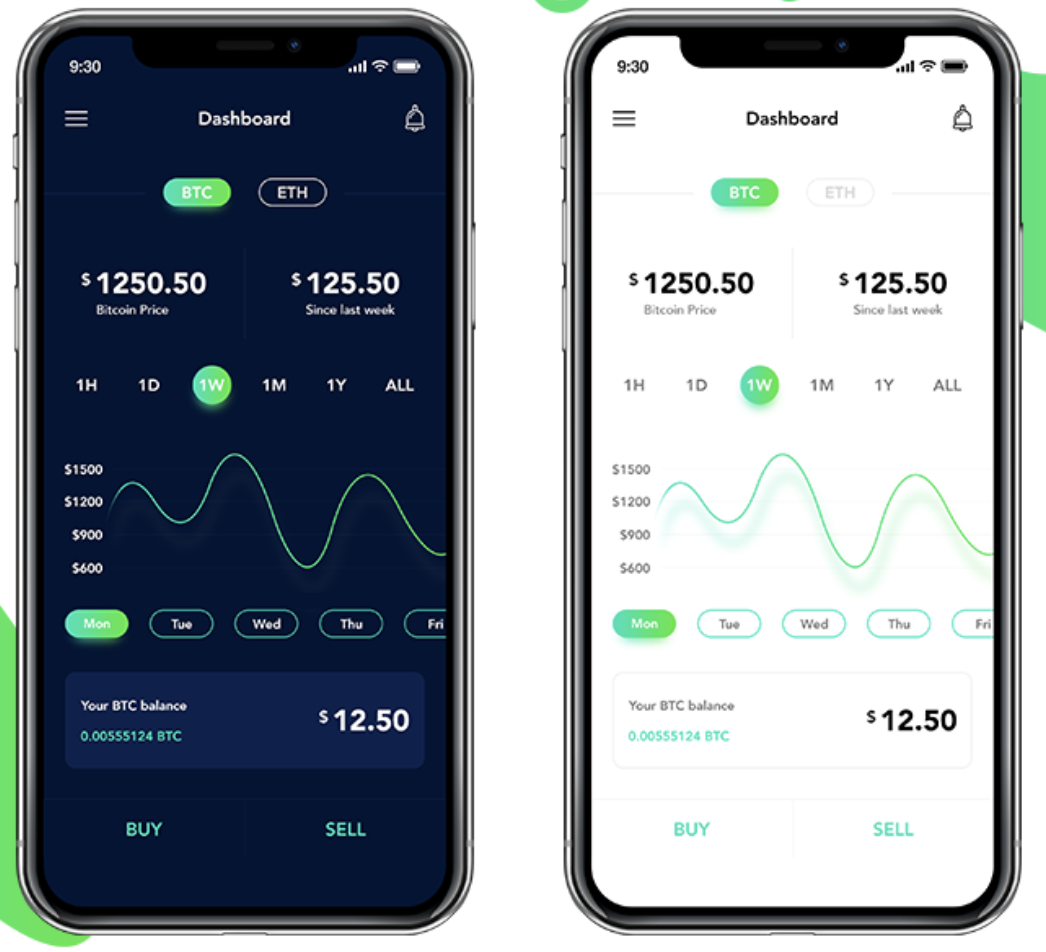 9:30
Dashboard
BTC ETH
$ 1250.50 $ 125.50
Bitcoin Price Since last week
1H 1D 1W 1M 1Y ALL
$1500
$1200
$900
$600
Mon Tue Wed Thu Fri
Your BTC balance
0.00555124 BTC
$ 12.50
BUY SELL
9:30
Dashboard
BTC ETH
$ 1250.50 $ 125.50
Bitcoin Price Since last week
1H 1D 1W 1M 1Y ALL
$1500
$1200
$900
$600
Mon Tue Wed Thu Fri
Your BTC balance
0.00555124 BTC
$ 12.50
BUY SELL